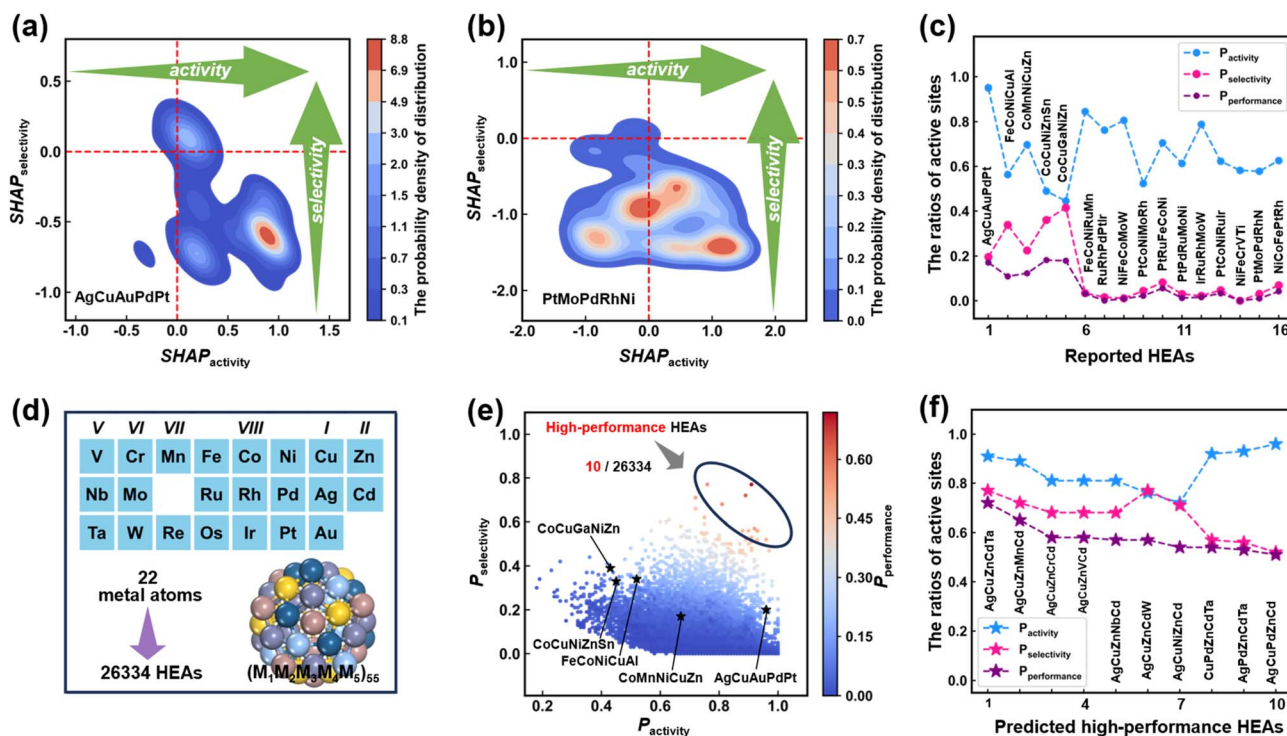 (a)
activity
selectivity
AgCuAuPdPt
SHAPselectivity
0.5
0.0
-0.5
-1.0
-1.0 -0.5 0.0 0.5 1.0 1.5
SHAPactivity
8.8
6.9
4.9
3.0
2.0
1.5
1.2
0.7
0.3
0.1
The probability density of distribution
(b)
activity
selectivity
PtMoPdRhNi
SHAPselectivity
1.0
0.0
-1.0
-2.0
-2.0 -1.0 0.0 1.0 2.0
SHAPactivity
0.7
0.5
0.4
0.3
0.3
0.2
0.2
0.1
0.0
0.0
The probability density of distribution
(c)
Pactivity
Pselectivity
Pperformance
The ratios of active sites
1.0
0.8
0.6
0.4
0.2
0.0
AgCuAuPdPt
FeCoNiCuAl
CoMnNiCuZn
CoCuNiZnSn
CoCuGaNiZn
FeCoNiRuMn
RuRhPdPtIr
NiFeCoMoW
PtCoNiMoRh
PtRuFeCoNi
PtPdRuMoNi
IrRuRhMoW
PtCoNiRuIr
NiFeCrVTi
PtMoPdRhN
NiCoFePtRh
1 6 11 16
Reported HEAs
(d)
V VI VII VIII I II
V Cr Mn Fe Co Ni Cu Zn
Nb Mo Ru Rh Pd Ag Cd
Ta W Re Os Ir Pt Au
22
metal atoms
26334 HEAs
(M1M2M3M4M5)55
(e)
High-performance HEAs
10 / 26334
CoCuGaNiZn
CoCuNiZnSn
FeCoNiCuAl
CoMnNiCuZn
AgCuAuPdPt
Pselectivity
1.0
0.8
0.6
0.4
0.2
0.0
0.2 0.4 0.6 0.8 1.0
Pactivity
0.60
0.45
0.30
0.15
0.00
Pperformance
(f)
The ratios of active sites
1.0
0.8
0.6
0.4
0.2
0.0
AgCuZnCdTa
AgCuZnMnCd
AgCuZnCrCd
AgCuZnVCd
AgCuZnNbCd
AgCuZnCdW
AgCuNiZnCd
CuPdZnCdTa
AgPdZnCdTa
AgCuPdZnCd
Pactivity
Pselectivity
Pperformance
1 4 7 10
Predicted high-performance HEAs